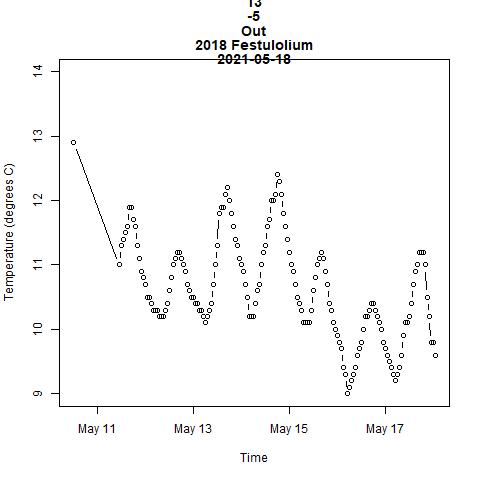 13
-5
Out
2018 Festulolium
2021-05-18
14
13
12
11
10
9
Temperature (degrees C)
May 11
May 13
May 15
May 17
Time